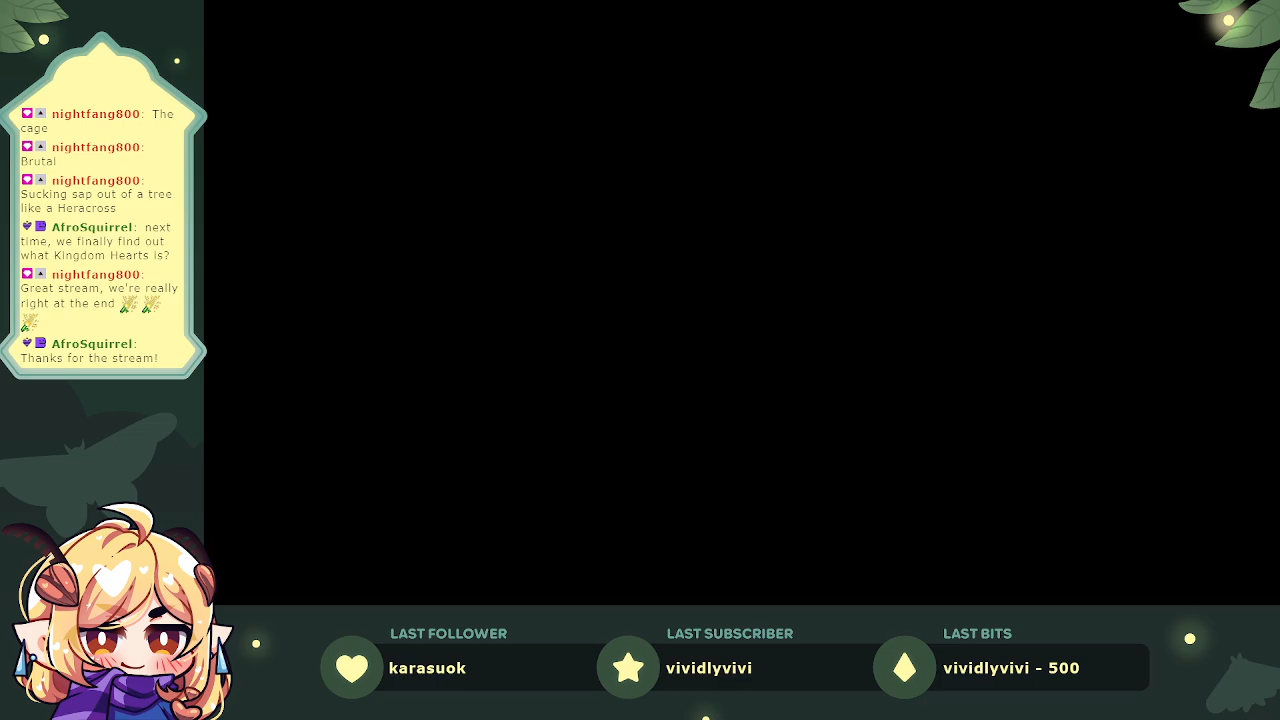 nightfang800: The
cage
nightfang800:
Brutal
nightfang800:
Sucking sap out of a tree
like a Heracross
AfroSquirrel: next
time, we finally find out
what Kingdom Hearts is?
nightfang800:
Great stream, we're really
right at the end
AfroSquirrel:
Thanks for the stream!
LAST FOLLOWER
karasuok
LAST SUBSCRIBER
vividlyvivi
LAST BITS
vividlyvivi - 500